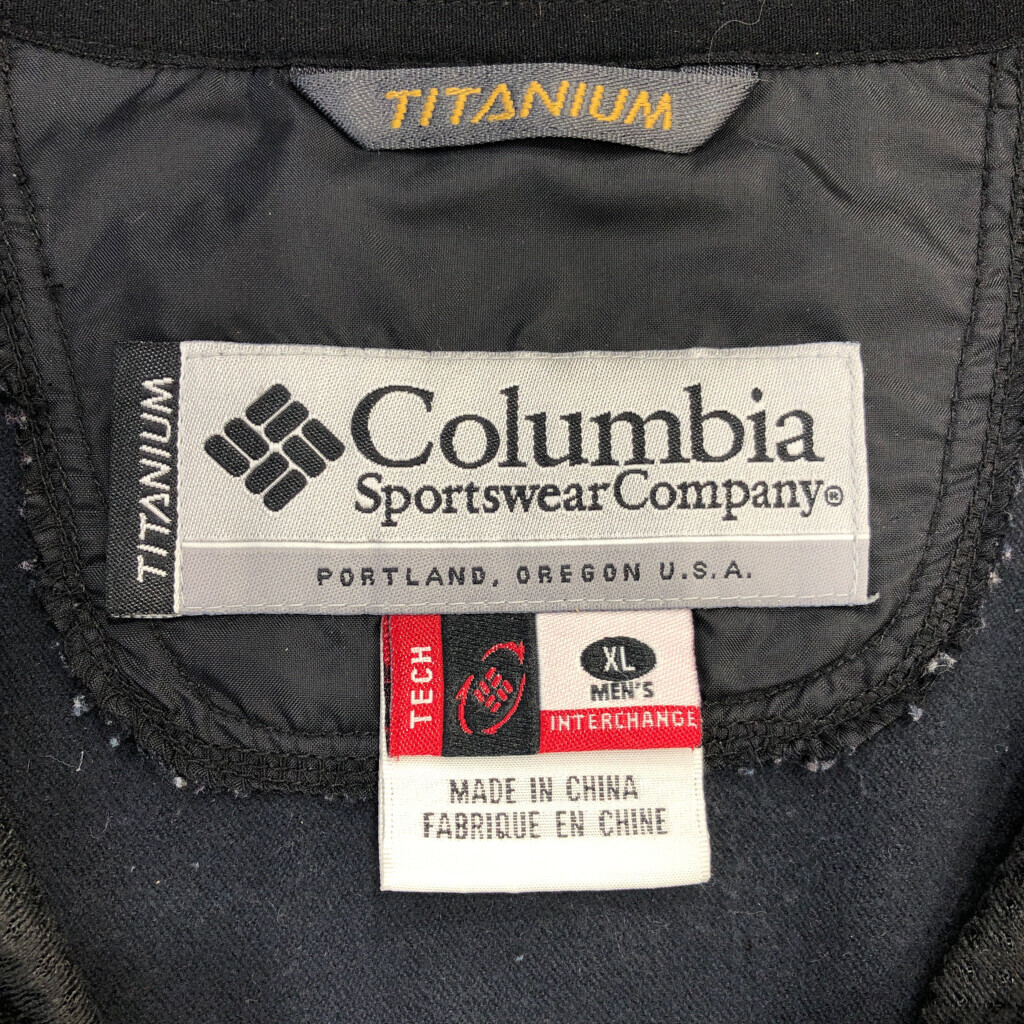 TITANIUM
TITANIUM
Columbia
Sportswear Company®
PORTLAND, OREGON U.S.A.
TECH
XL
MEN'S
INTERCHANGE
MADE IN CHINA
FABRIQUE EN CHINE